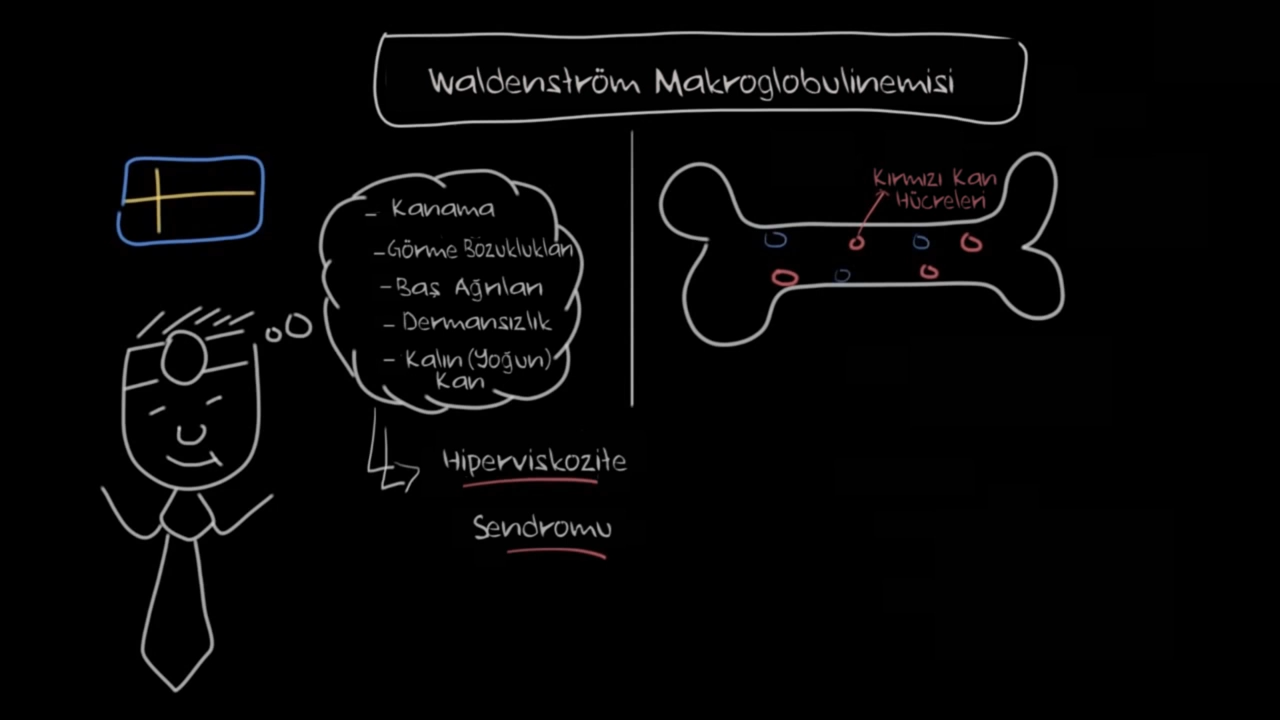 Waldenström Makroglobulinemisi
- Kanama
- Görme Bozuklukları
- Baş Ağrıları
- Dermansızlık
- Kalın (Yoğun)
Kan
Hiperviskozite
Sendromu
Kırmızı Kan
Hücreleri